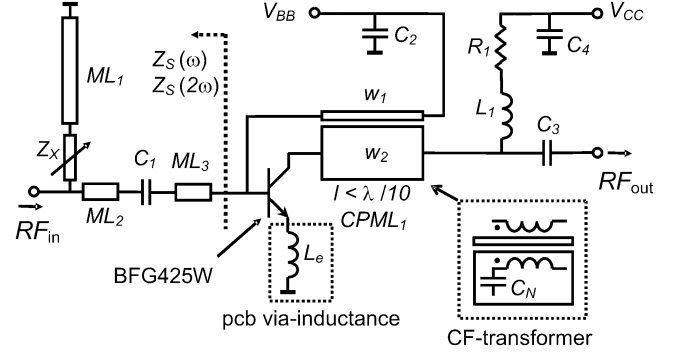 V_BB
C_2
V_CC
R_1
C_4
ML_1
Z_S (ω)
Z_S (2ω)
w_1
L_1
C_3
Z_X
C_1
ML_3
w_2
RF_out
ML_2
l < λ /10
CPML_1
RF_in
BFG425W
L_e
C_N
pcb via-inductance
CF-transformer